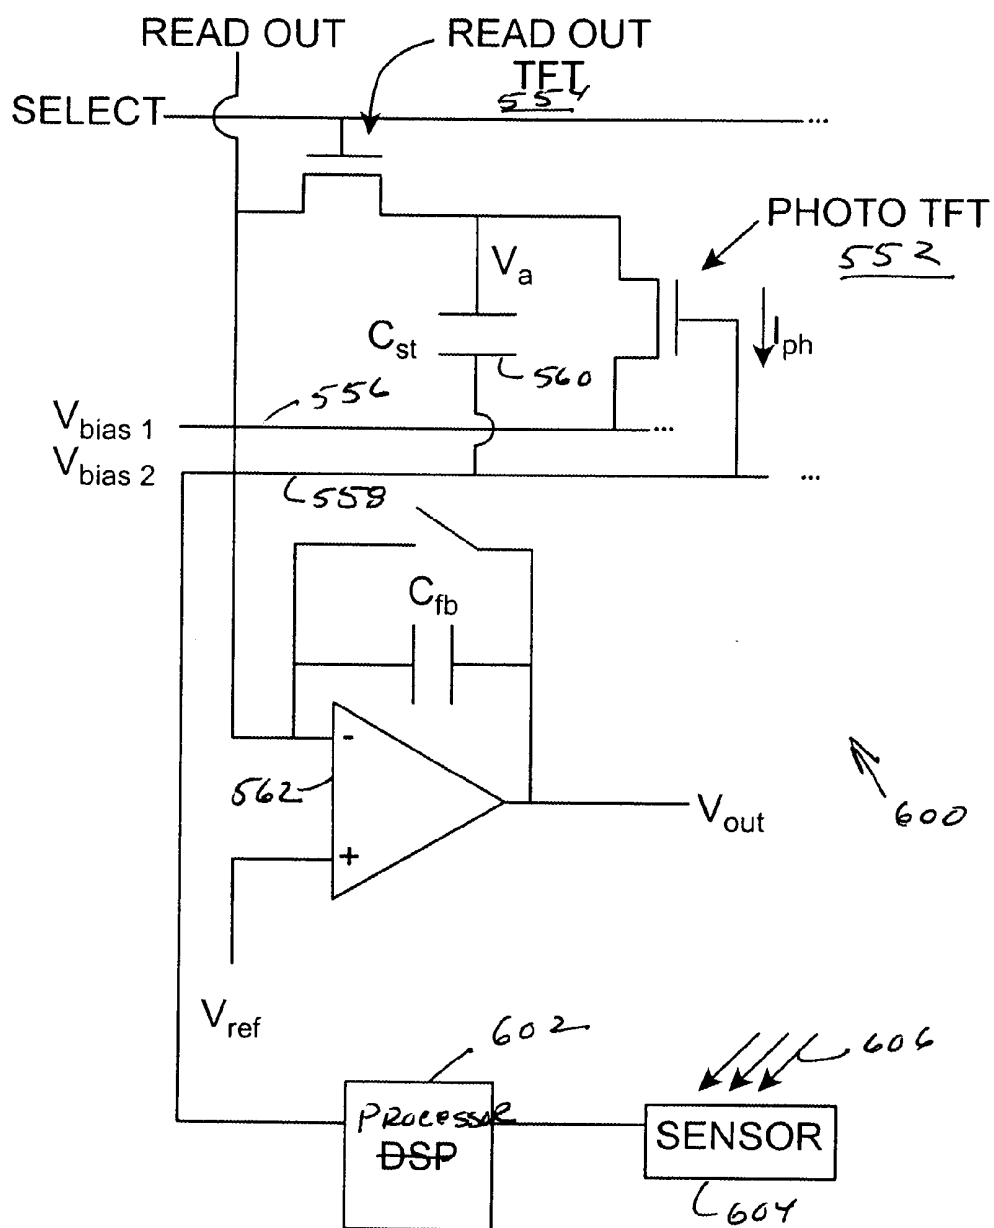 READ OUT
READ OUT
TFT
554
SELECT
...
PHOTO TFT
552
Va
Cst
Iph
560
556
Vbias 1
...
Vbias 2
...
558
Cfb
-
562
+
Vout
600
Vref
602
606
PROCESSOR
DSP
SENSOR
604